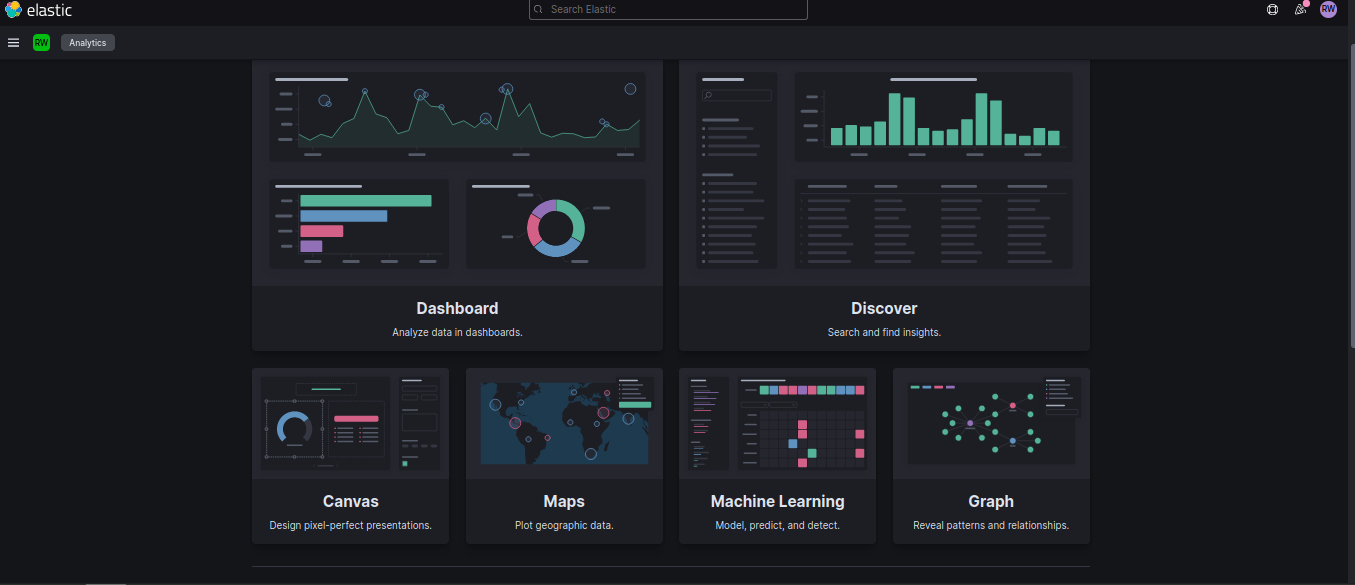 elastic
Search Elastic
RW
RW
Analytics
Dashboard
Analyze data in dashboards.
Discover
Search and find insights.
Canvas
Design pixel-perfect presentations.
Maps
Plot geographic data.
Machine Learning
Model, predict, and detect.
Graph
Reveal patterns and relationships.